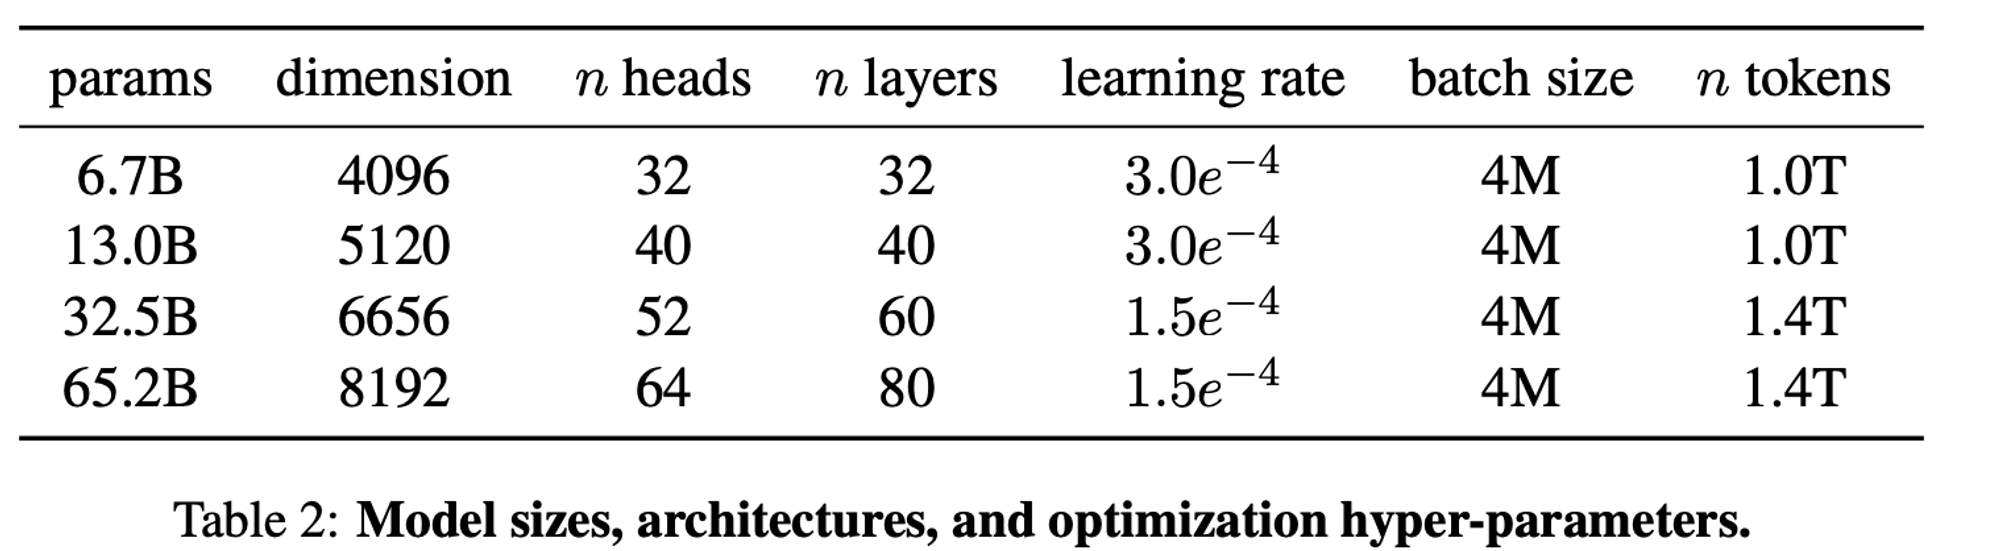 params dimension n heads n layers learning rate batch size n tokens
6.7B 4096 32 32 3.0e⁻⁴ 4M 1.0T
13.0B 5120 40 40 3.0e⁻⁴ 4M 1.0T
32.5B 6656 52 60 1.5e⁻⁴ 4M 1.4T
65.2B 8192 64 80 1.5e⁻⁴ 4M 1.4T
Table 2: Model sizes, architectures, and optimization hyper-parameters.